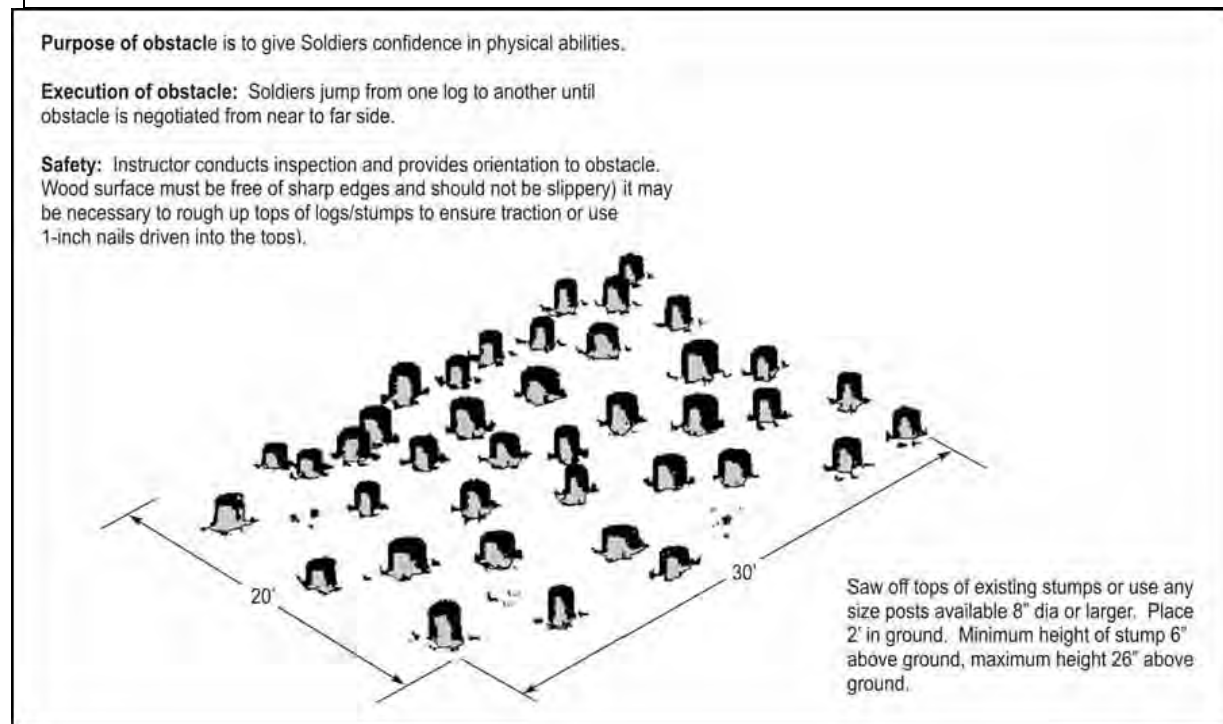 Purpose of obstacle is to give Soldiers confidence in physical abilities.
Execution of obstacle: Soldiers jump from one log to another until
obstacle is negotiated from near to far side.
Safety: Instructor conducts inspection and provides orientation to obstacle.
Wood surface must be free of sharp edges and should not be slippery) it may
be necessary to rough up tops of logs/stumps to ensure traction or use
1-inch nails driven into the tops).
20'
30'
Saw off tops of existing stumps or use any
size posts available 8" dia or larger. Place
2' in ground. Minimum height of stump 6"
above ground, maximum height 26" above
ground.